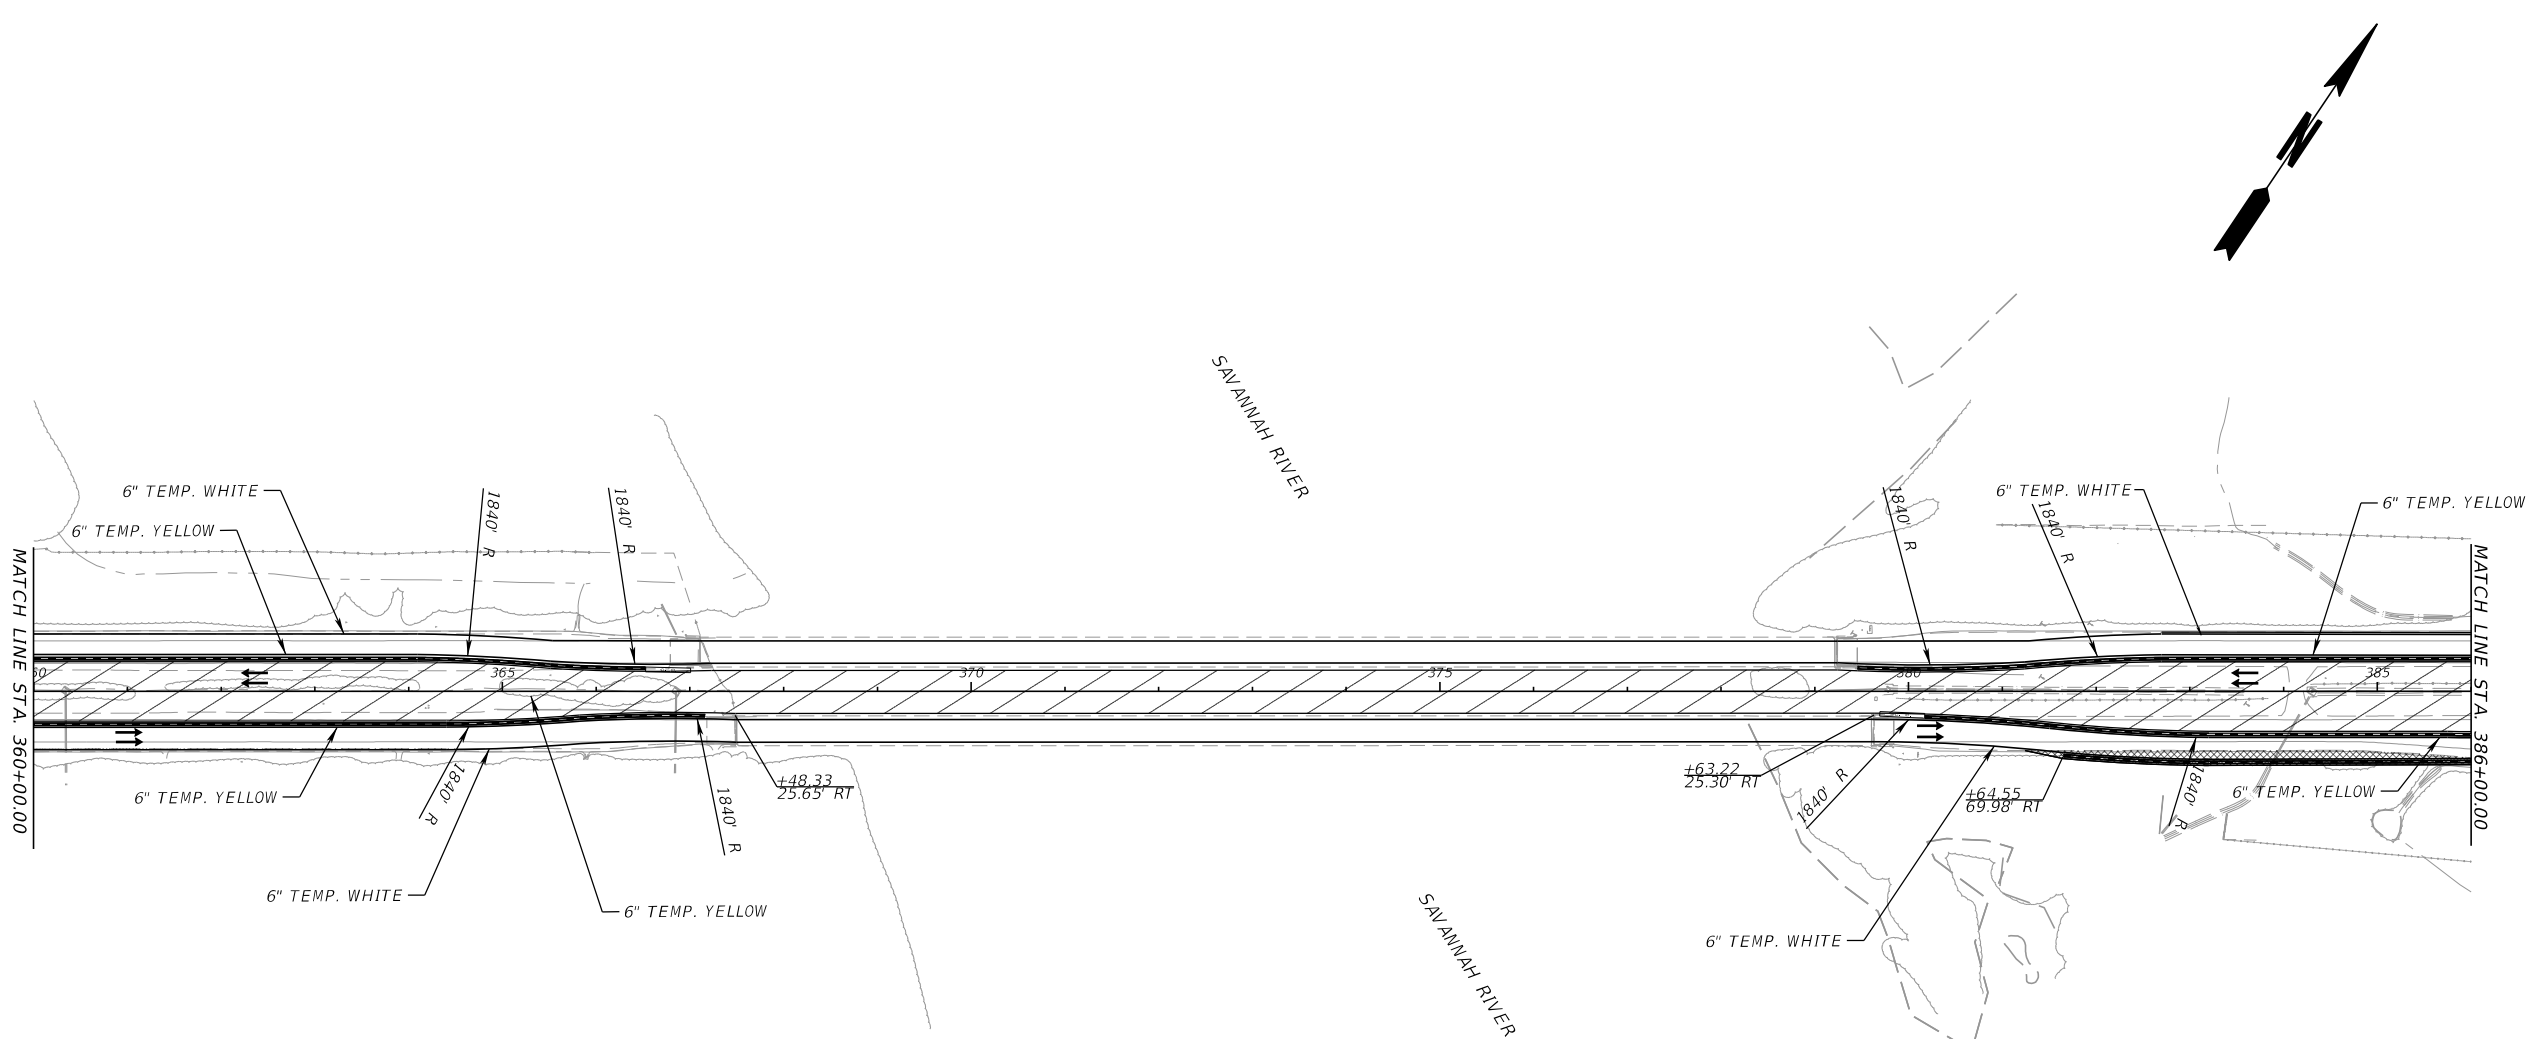 N
SAVANNAH RIVER
6" TEMP. WHITE
6" TEMP. YELLOW
1840' R
1840' R
1840' R
1840' R
6" TEMP. WHITE
6" TEMP. YELLOW
MATCH LINE STA. 360+00.00
MATCH LINE STA. 386+00.00
60
365
370
375
380
385
6" TEMP. YELLOW
1840' R
6" TEMP. WHITE
6" TEMP. YELLOW
1840' R
+48.33
25.65' RT
+63.22
25.30' RT
1840' R
+64.55
69.98' RT
1840' R
6" TEMP. YELLOW
6" TEMP. WHITE
SAVANNAH RIVER